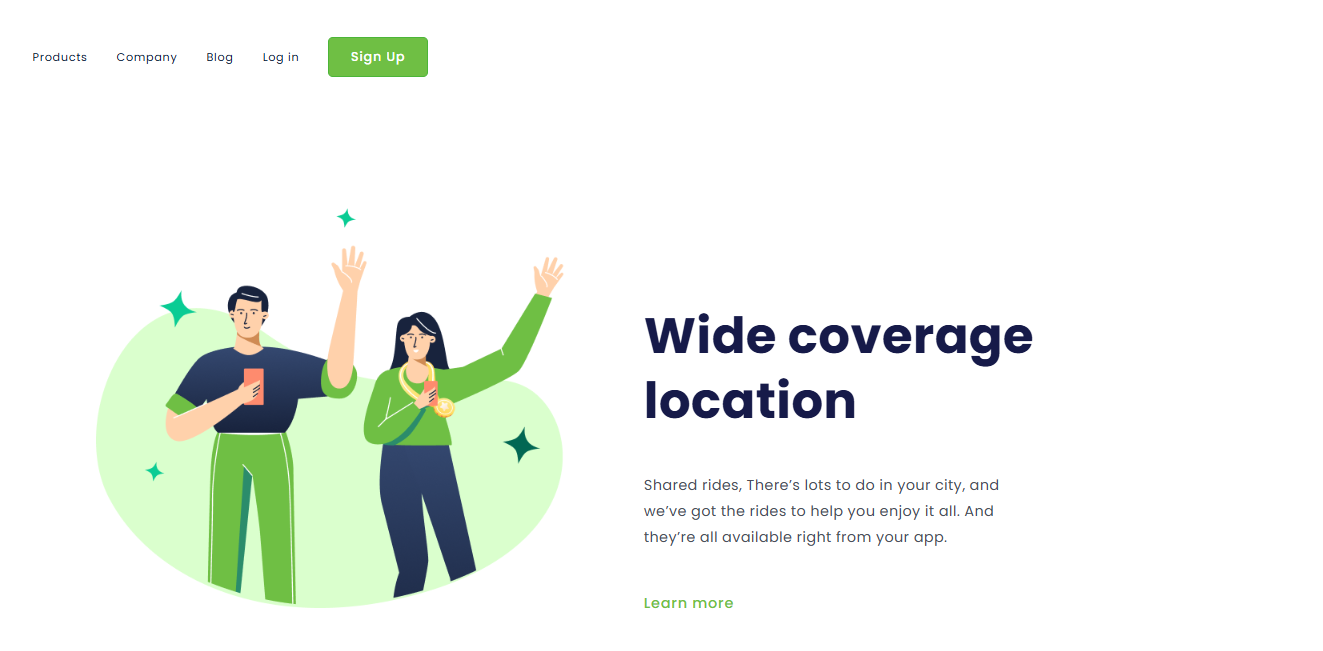 Products Company Blog Log in Sign Up
Wide coverage
location
Shared rides, There’s lots to do in your city, and
we’ve got the rides to help you enjoy it all. And
they’re all available right from your app.
Learn more